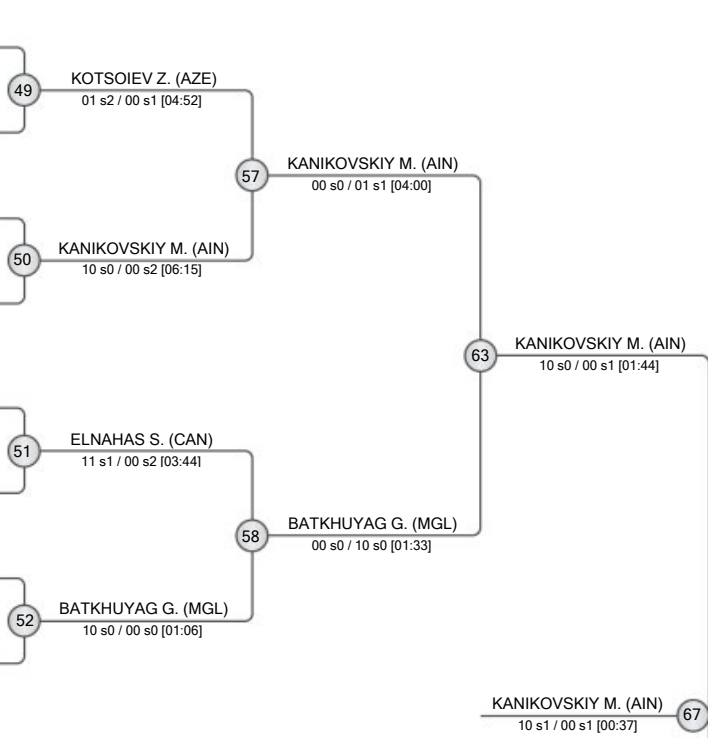 49
KOTSOIEV Z. (AZE)
01 s2 / 00 s1 [04:52]
57
KANIKOVSKIY M. (AIN)
00 s0 / 01 s1 [04:00]
50
KANIKOVSKIY M. (AIN)
10 s0 / 00 s2 [06:15]
63
KANIKOVSKIY M. (AIN)
10 s0 / 00 s1 [01:44]
51
ELNAHAS S. (CAN)
11 s1 / 00 s2 [03:44]
58
BATKHUYAG G. (MGL)
00 s0 / 10 s0 [01:33]
52
BATKHUYAG G. (MGL)
10 s0 / 00 s0 [01:06]
KANIKOVSKIY M. (AIN)
10 s1 / 00 s1 [00:37]
67